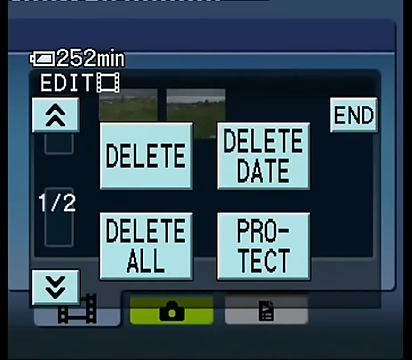 252min
EDIT
END
DELETE
DELETE
DATE
1/2
DELETE
ALL
PRO-
TECT